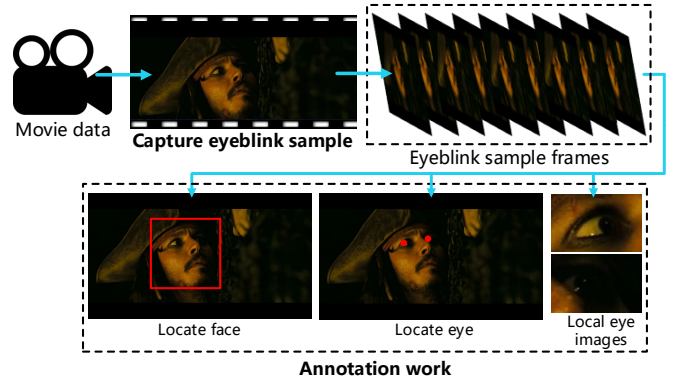 Movie data
Capture eyeblink sample
Eyeblink sample frames
Locate face
Locate eye
Local eye
images
Annotation work